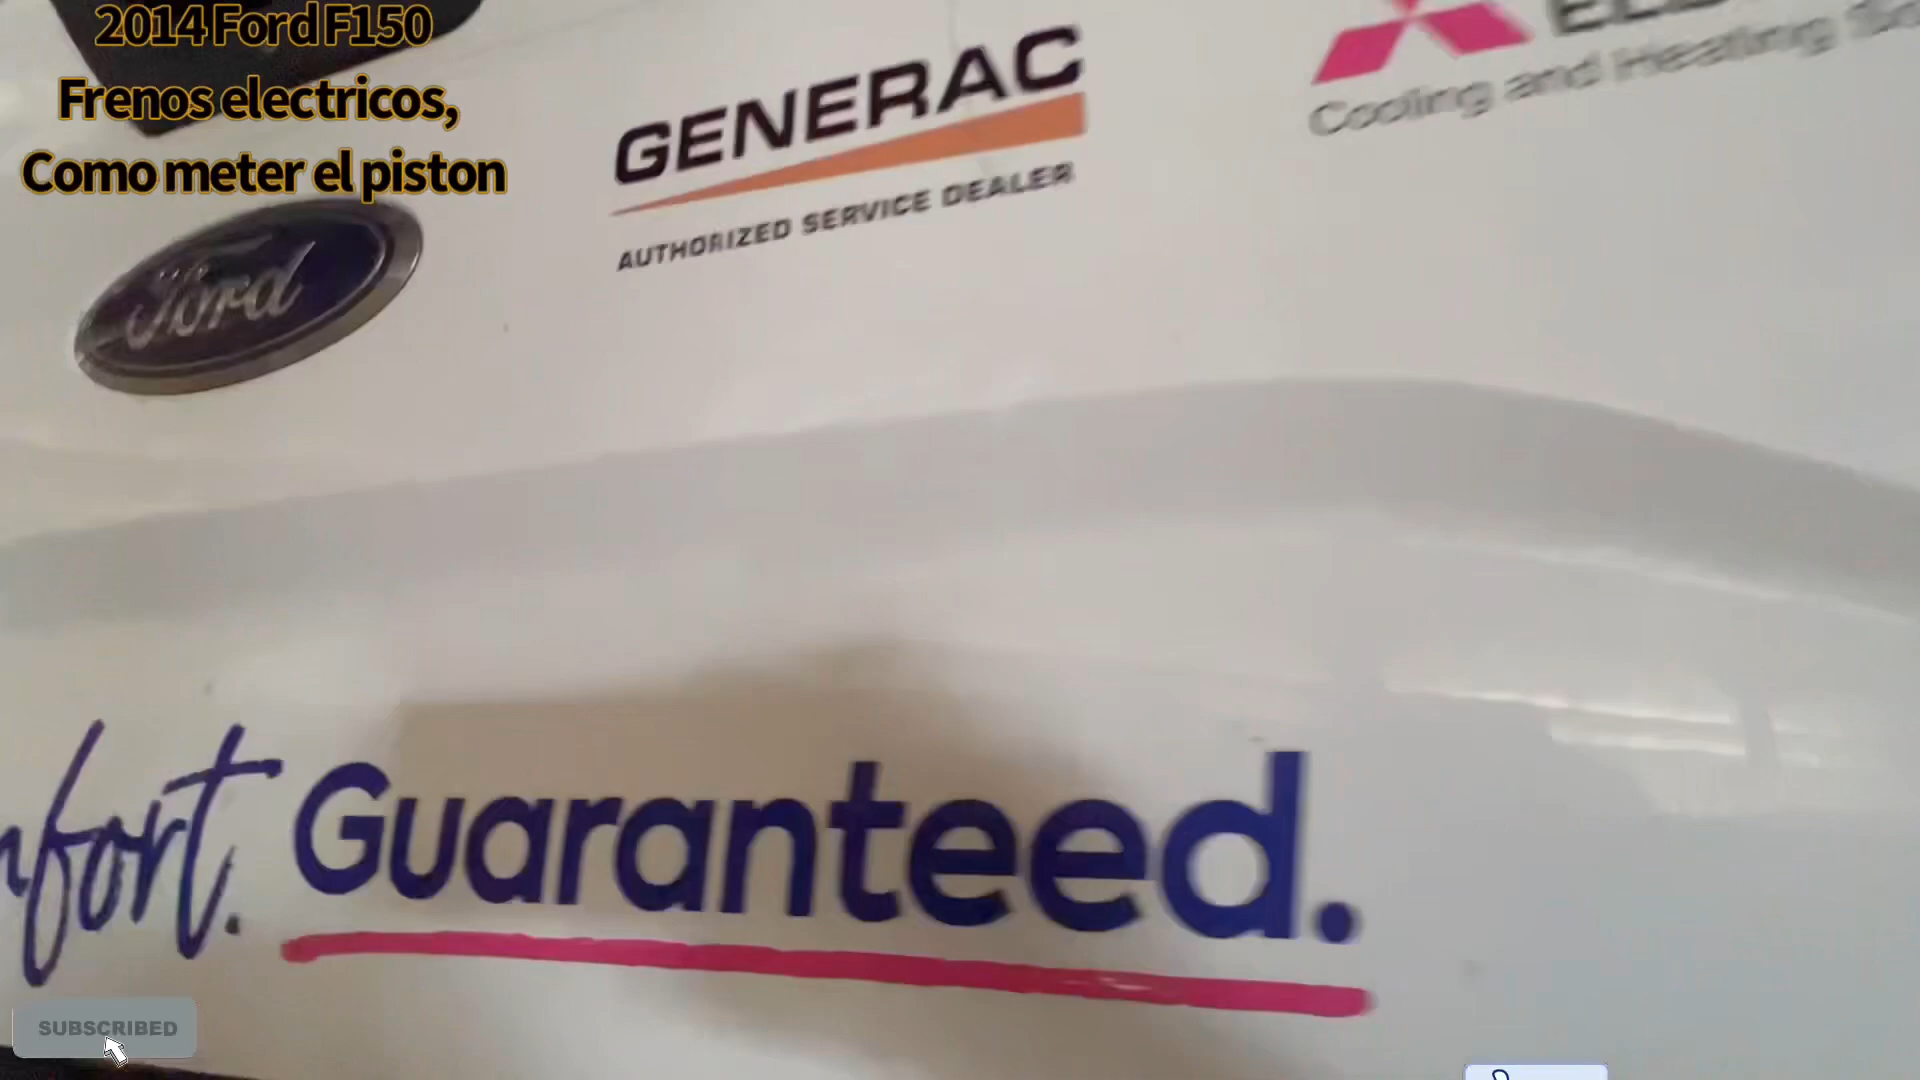 2014 Ford F150
Frenos electricos,
Como meter el piston
Ford
GENERAC
AUTHORIZED SERVICE DEALER
Cooling and Heating
fort. Guaranteed.
SUBSCRIBED